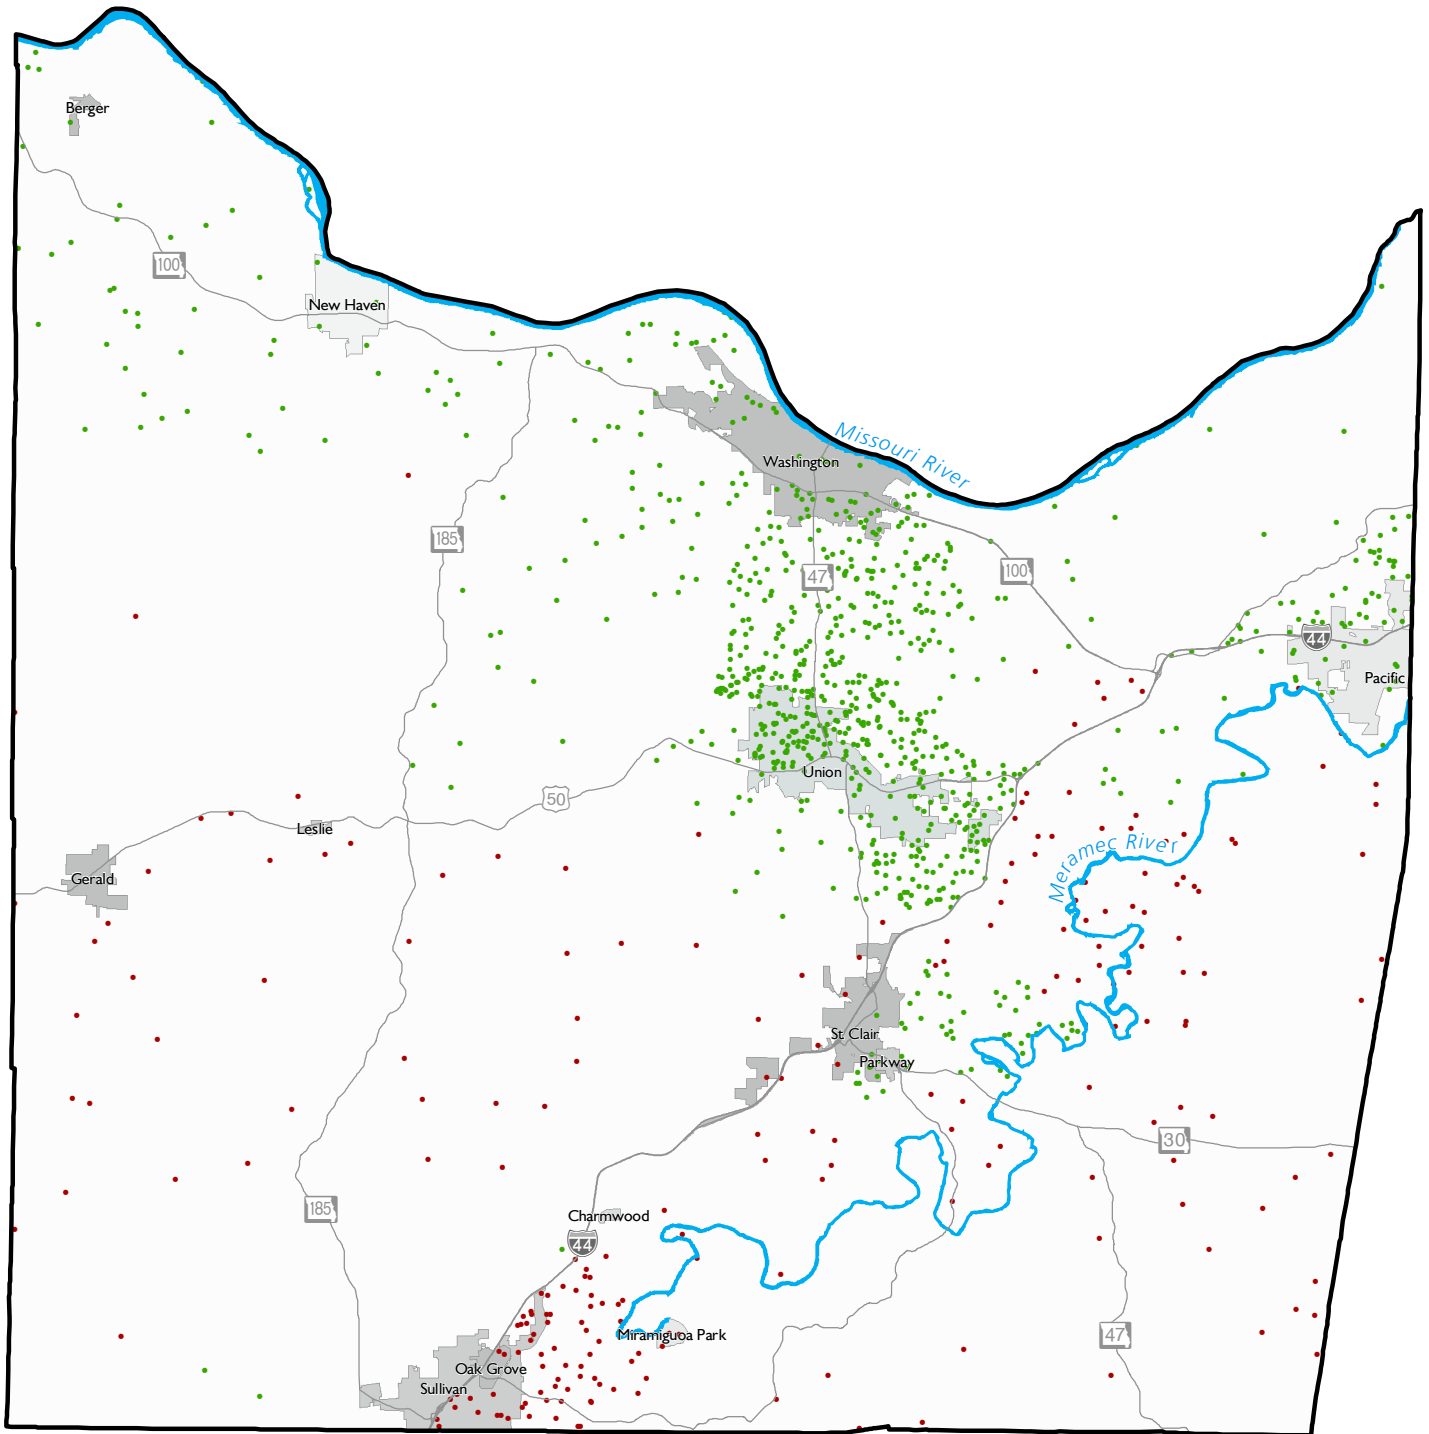 Berger
100
New Haven
Missouri River
Washington
185
47
100
44
Pacific
Union
50
Leslie
Meramec River
Gerald
St Clair
Parkway
30
185
Charmwood
44
Miramiguoa Park
47
Oak Grove
Sullivan